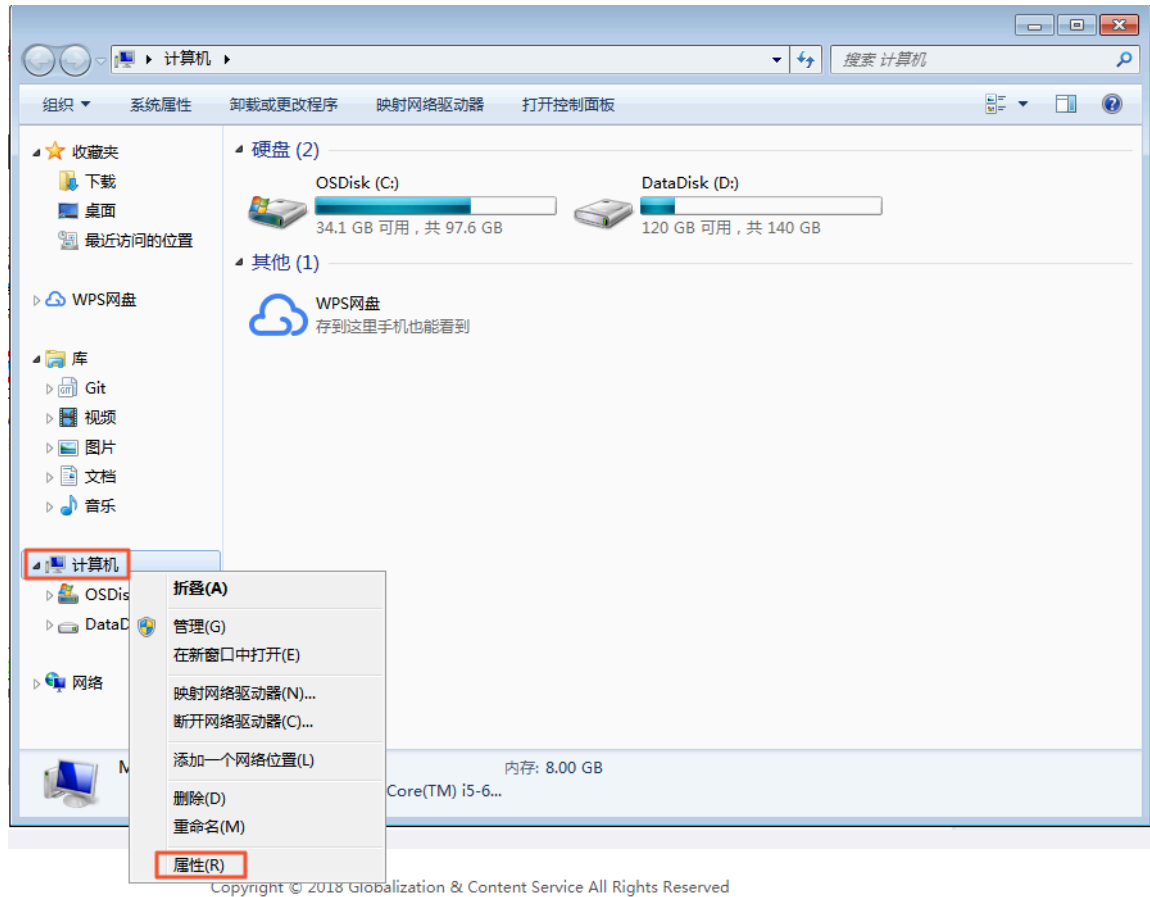 计算机
搜索 计算机
组织 系统属性 卸载或更改程序 映射网络驱动器 打开控制面板
收藏夹
下载
桌面
最近访问的位置
WPS网盘
库
Git
视频
图片
文档
音乐
计算机
OSDis
DataD
网络
硬盘 (2)
OSDisk (C:)
34.1 GB 可用，共 97.6 GB
DataDisk (D:)
120 GB 可用，共 140 GB
其他 (1)
WPS网盘
存到这里手机也能看到
折叠(A)
管理(G)
在新窗口中打开(E)
映射网络驱动器(N)...
断开网络驱动器(C)...
添加一个网络位置(L)
删除(D)
重命名(M)
属性(R)
内存: 8.00 GB
Core(TM) i5-6...
Copyright © 2018 Globalization & Content Service All Rights Reserved